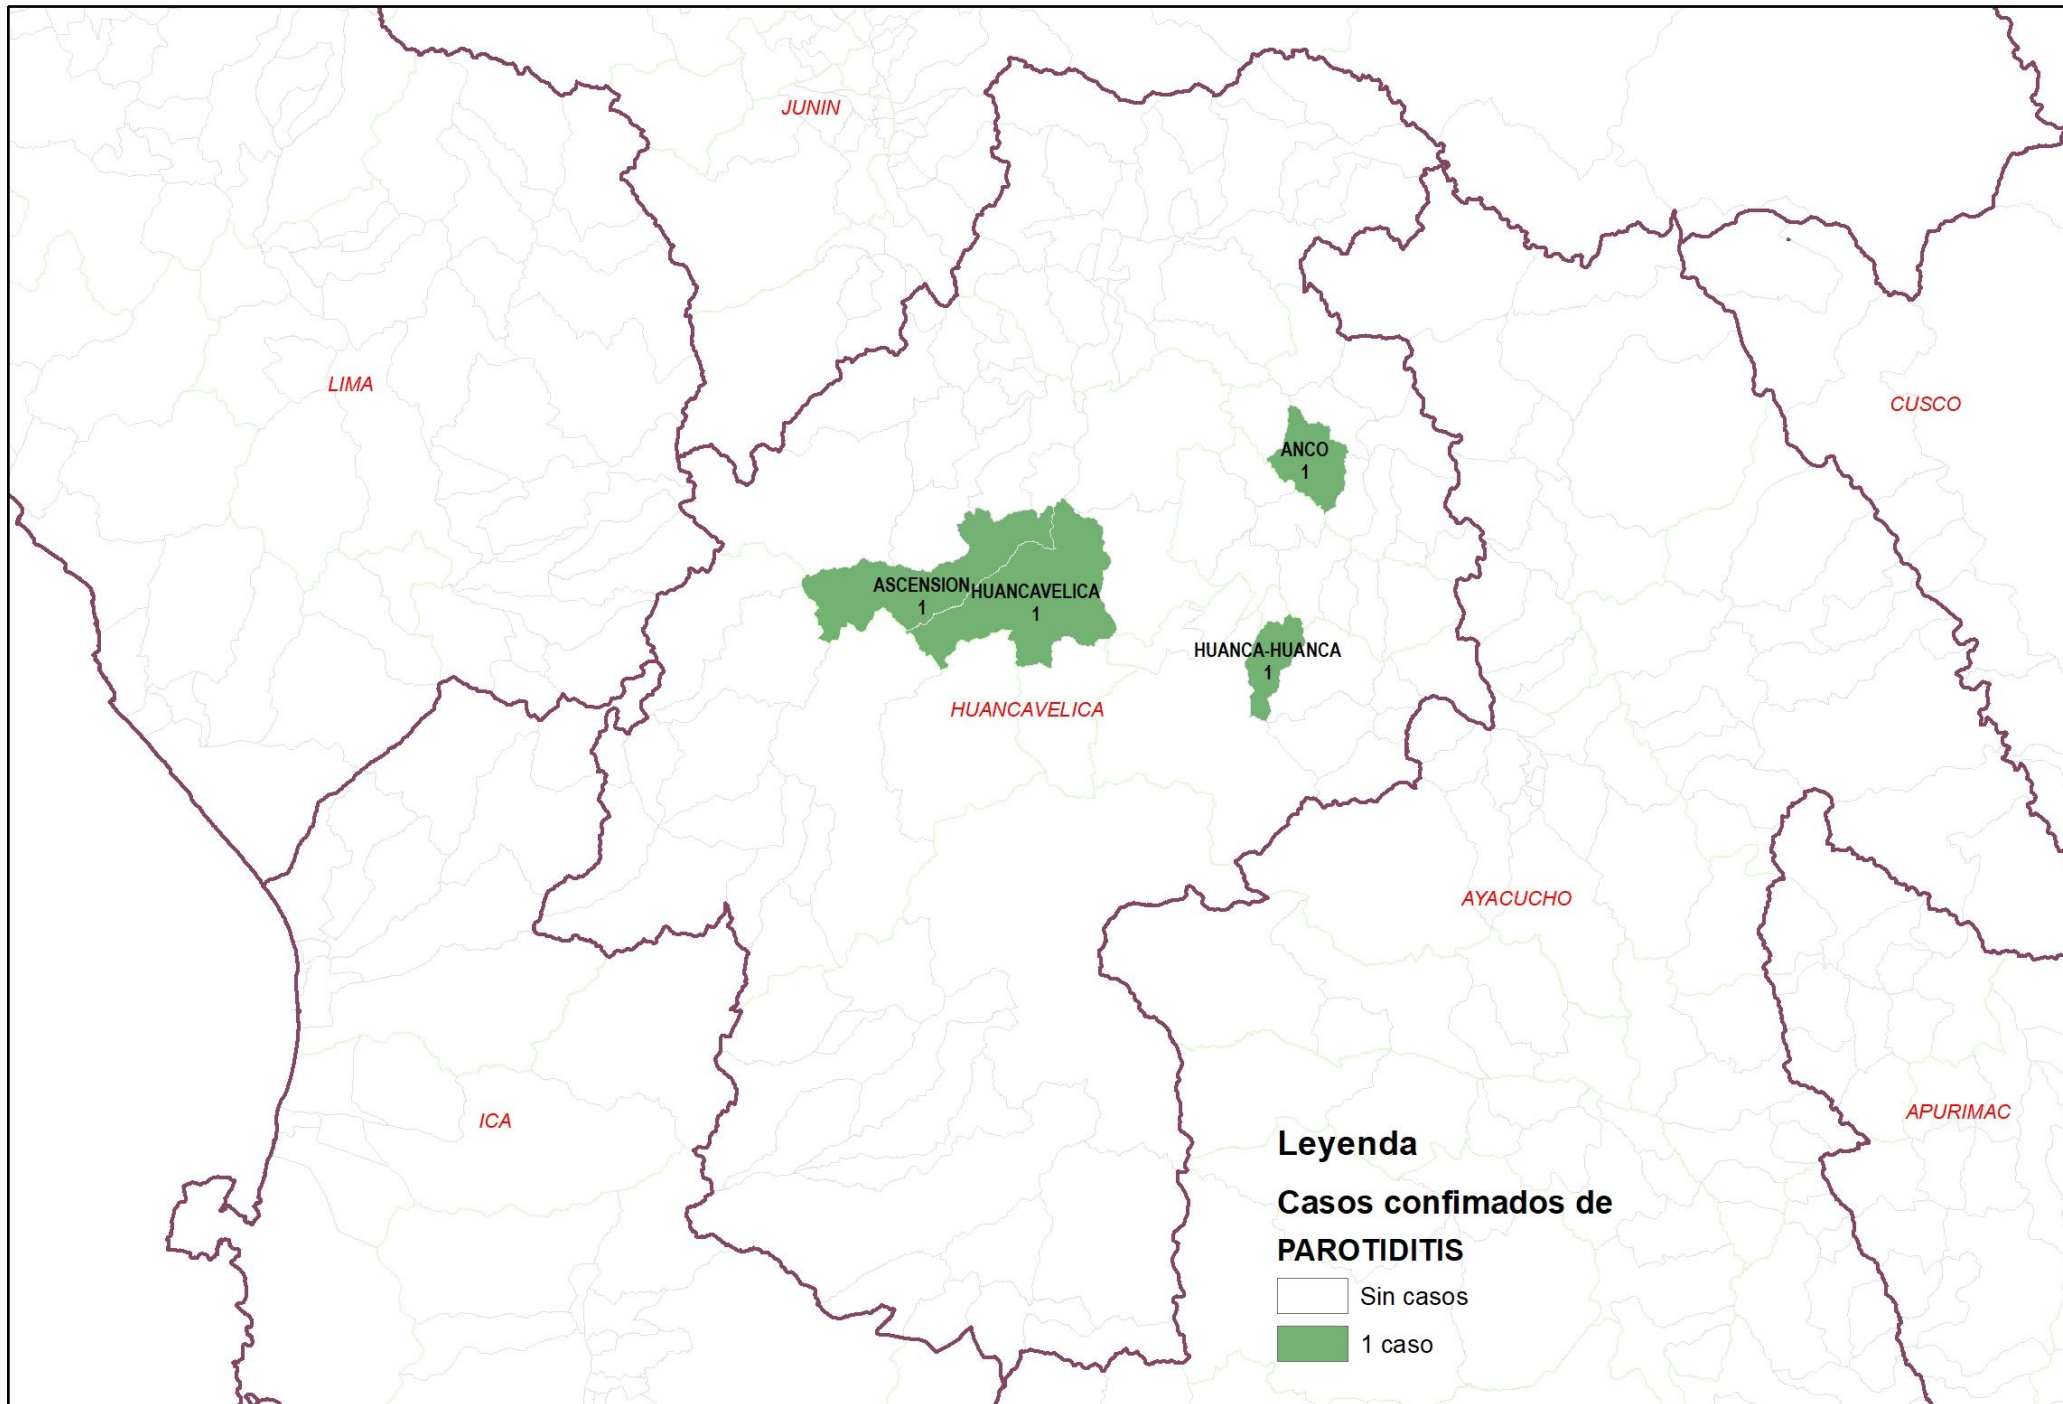 JUNIN
LIMA
CUSCO
ANCO
1
ASCENSION
1
HUANCAVELICA
1
HUANCA-HUANCA
1
HUANCAVELICA
AYACUCHO
ICA
APURIMAC
Leyenda
Casos confimados de
PAROTIDITIS
Sin casos
1 caso